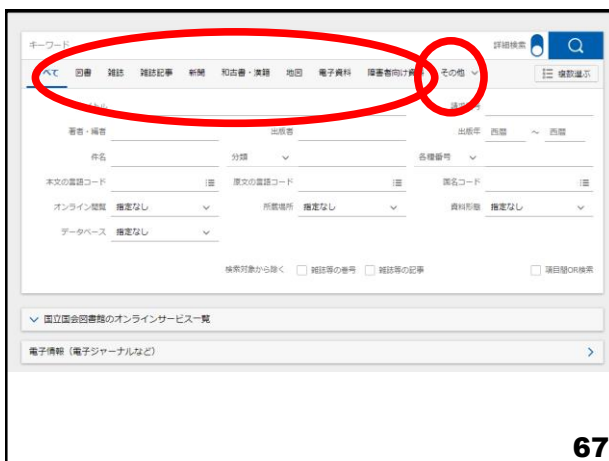 キーワード 詳細検索
すべて 図書 雑誌 雑誌記事 新聞 和古書・漢籍 地図 電子資料 障害者向け資料 その他 複数選ぶ
著者・編者 出版者 出版年 西暦 ～ 西暦
件名 分類 各種番号
本文の言語コード 原文の言語コード 国名コード
オンライン閲覧 指定なし 所蔵場所 指定なし 資料形態 指定なし
データベース 指定なし
検索対象から除く 雑誌等の巻号 雑誌等の記事 項目間OR検索
国立国会図書館のオンラインサービス一覧
電子情報（電子ジャーナルなど）
67